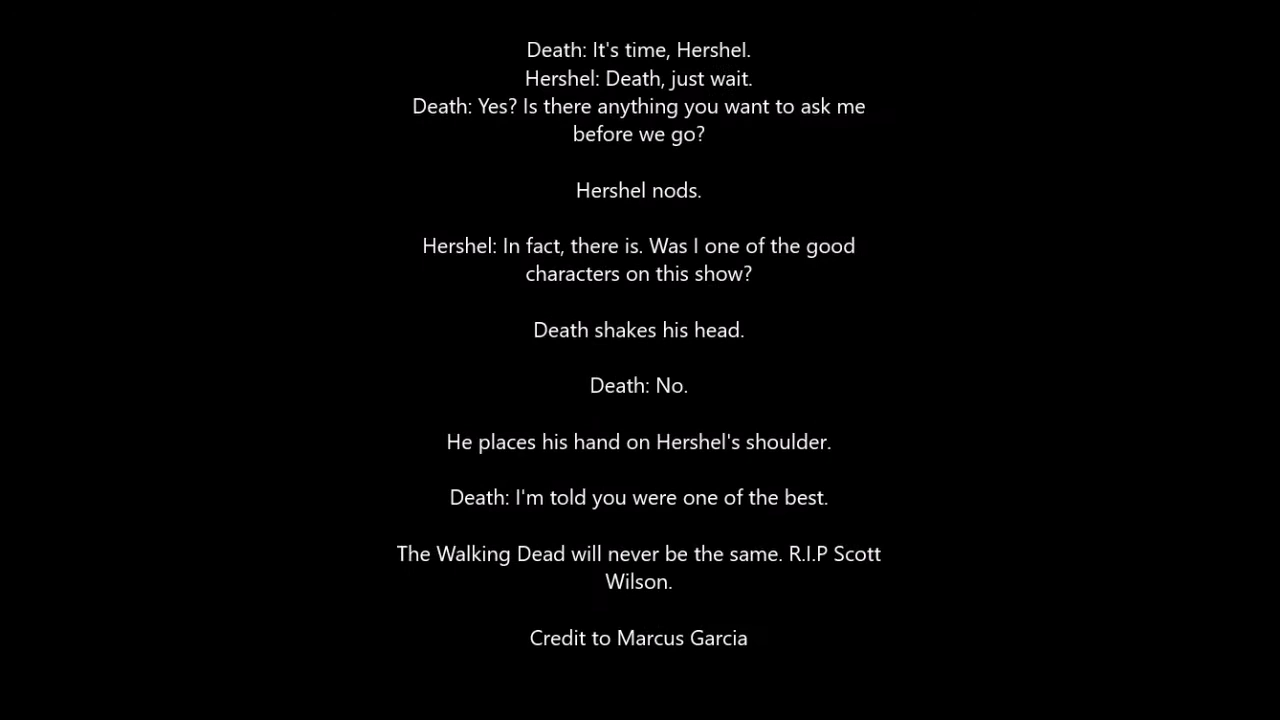 Death: It's time, Hershel.
Hershel: Death, just wait.
Death: Yes? Is there anything you want to ask me
before we go?
Hershel nods.
Hershel: In fact, there is. Was I one of the good
characters on this show?
Death shakes his head.
Death: No.
He places his hand on Hershel's shoulder.
Death: I'm told you were one of the best.
The Walking Dead will never be the same. R.I.P Scott
Wilson.
Credit to Marcus Garcia